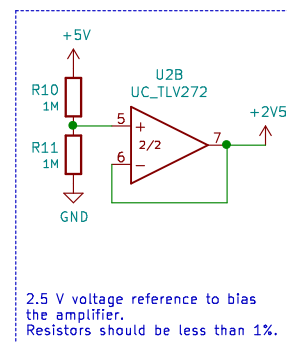 +5V
U2B
UC_TLV272
R10
1M
+2V5
5
+
7
R11
1M
2/2
6
-
GND
2.5 V voltage reference to bias
the amplifier.
Resistors should be less than 1%.